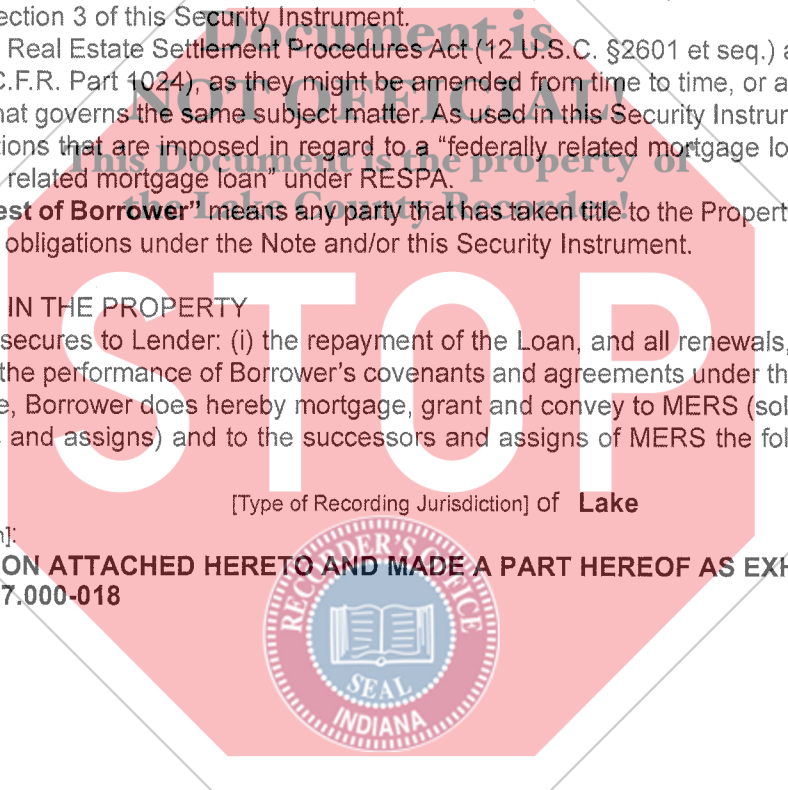 ection 3 of this Security Instrument.
Document is
Real Estate Settlement Procedures Act (12 U.S.C. §2601 et seq.) a
C.F.R. Part 1024), as they might be amended from time to time, or a
NOT OFFICIAL!
hat governs the same subject matter. As used in this Security Instrur
tions that are imposed in regard to a “federally related mortgage lo
This Document is the property of
related mortgage loan” under RESPA.
the Lake County Recorder!
est of Borrower” means any party that has taken title to the Propert
obligations under the Note and/or this Security Instrument.
STOP
IN THE PROPERTY
secures to Lender: (i) the repayment of the Loan, and all renewals,
the performance of Borrower’s covenants and agreements under th
e, Borrower does hereby mortgage, grant and convey to MERS (sol
and assigns) and to the successors and assigns of MERS the fol
[Type of Recording Jurisdiction] of Lake
n]:
ON ATTACHED HERETO AND MADE A PART HEREOF AS EXH
7.000-018
RECORDER'S OFFICE
SEAL
INDIANA